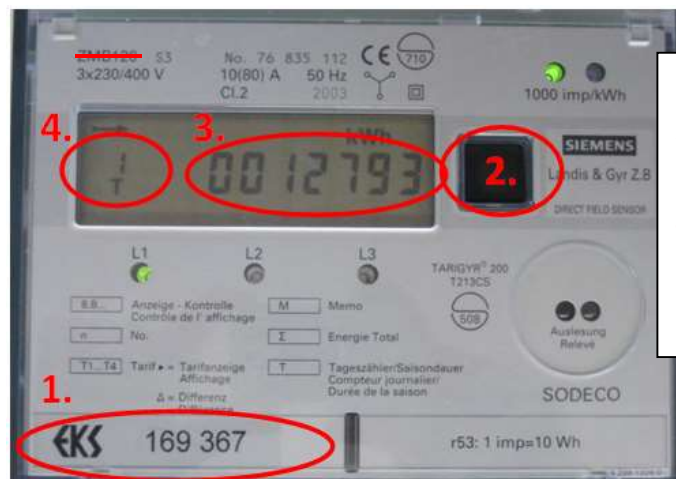 ZMB120 S3
No. 76 835 112
CE
710
3x230/400 V
10(80) A 50 Hz
Cl.2
2003
1000 imp/kWh
4.
3.
kWh
1
T
0012793
2.
SIEMENS
Landis & Gyr Z.B
DIRECT FIELD SENSOR
L1
L2
L3
TARIGYR® 200
T213CS
508
8.8... Anzeige - Kontrolle
Contrôle de l' affichage
M Memo
n No.
Σ Energie Total
T1...T4 Tarif ▸ = Tarifanzeige
Affichage
T Tageszähler/Saisondauer
Compteur journalier/
Durée de la saison
Δ = Differenz
Auslesung
Relevé
SODECO
1.
EKS 169 367
r53: 1 imp=10 Wh